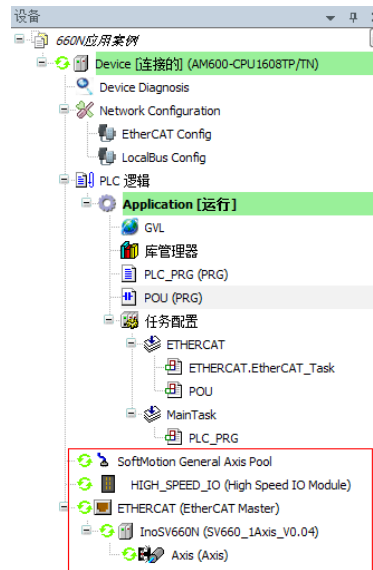 设备
660N应用案例
Device [连接的] (AM600-CPU1608TP/TN)
Device Diagnosis
Network Configuration
EtherCAT Config
LocalBus Config
PLC 逻辑
Application [运行]
GVL
库管理器
PLC_PRG (PRG)
POU (PRG)
任务配置
ETHERCAT
ETHERCAT.EtherCAT_Task
POU
MainTask
PLC_PRG
SoftMotion General Axis Pool
HIGH_SPEED_IO (High Speed IO Module)
ETHERCAT (EtherCAT Master)
InoSV660N (SV660_1Axis_V0.04)
Axis (Axis)